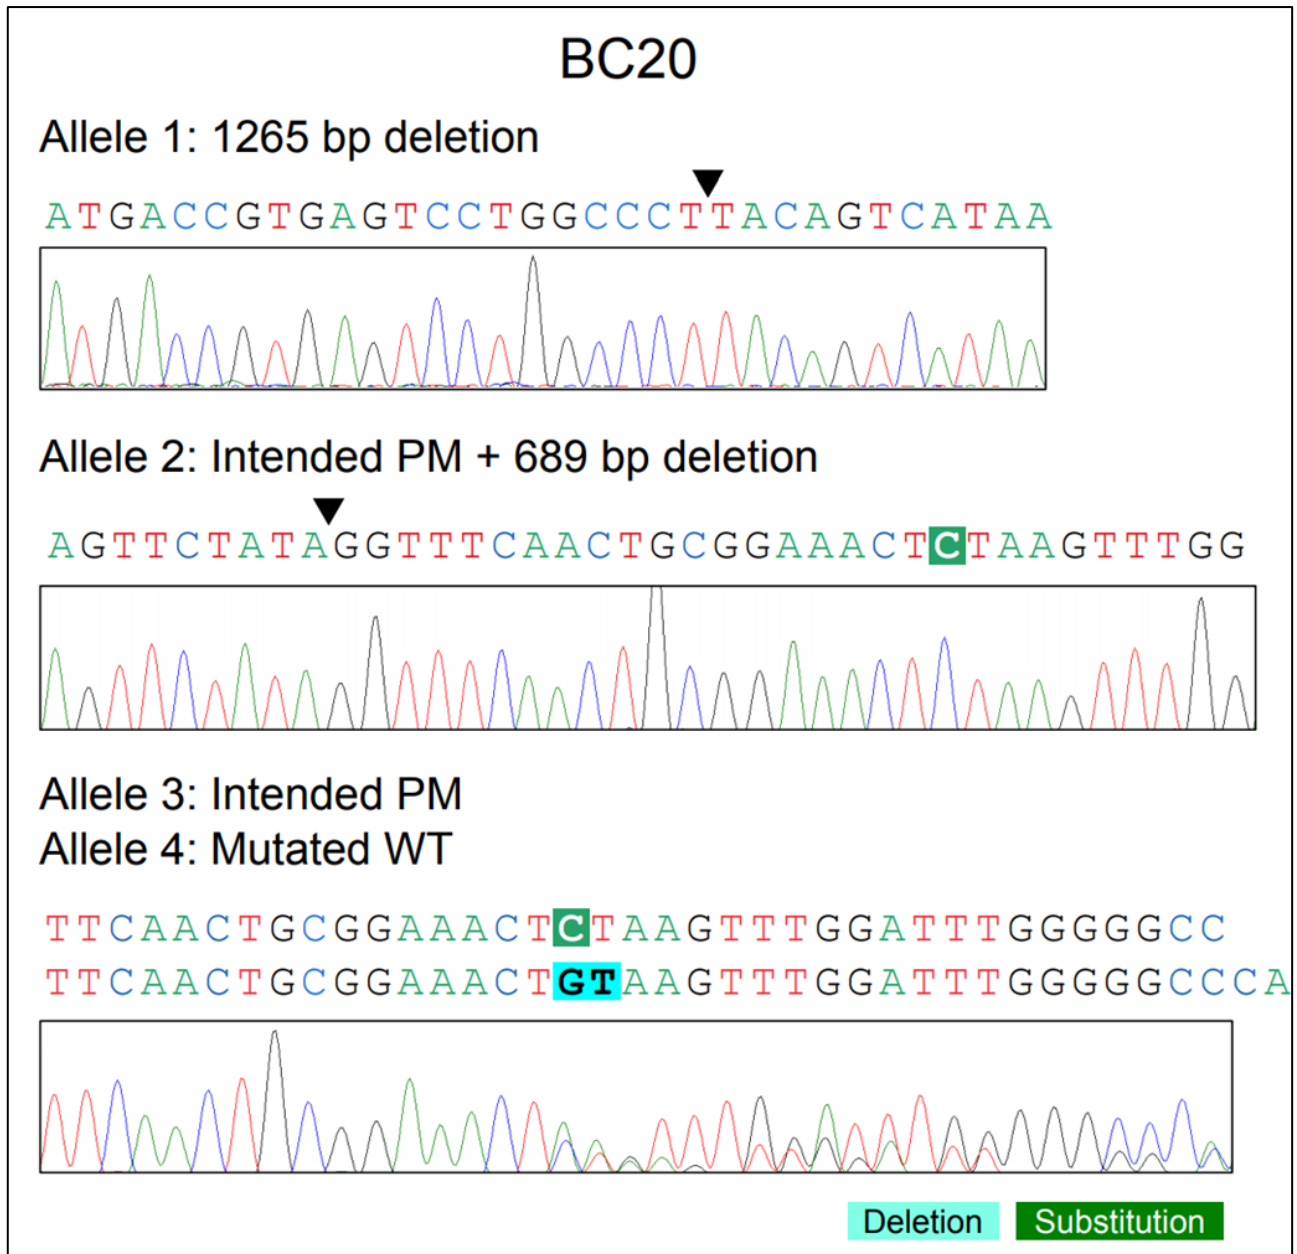 BC20
Allele 1: 1265 bp deletion
ATGACCGTGAGTCCTGGCCCTTACAGTCATAA
Allele 2: Intended PM + 689 bp deletion
AGTTCTATAGGTTTCAACTGCGGAAACTCTAAGTTTGG
Allele 3: Intended PM
Allele 4: Mutated WT
TTCAACTGCGGAAACTCTAAGTTTGGATTTGGGGGCC
TTCAACTGCGGAAACTGTAAGTTTGGATTTGGGGGCCCA
Deletion Substitution